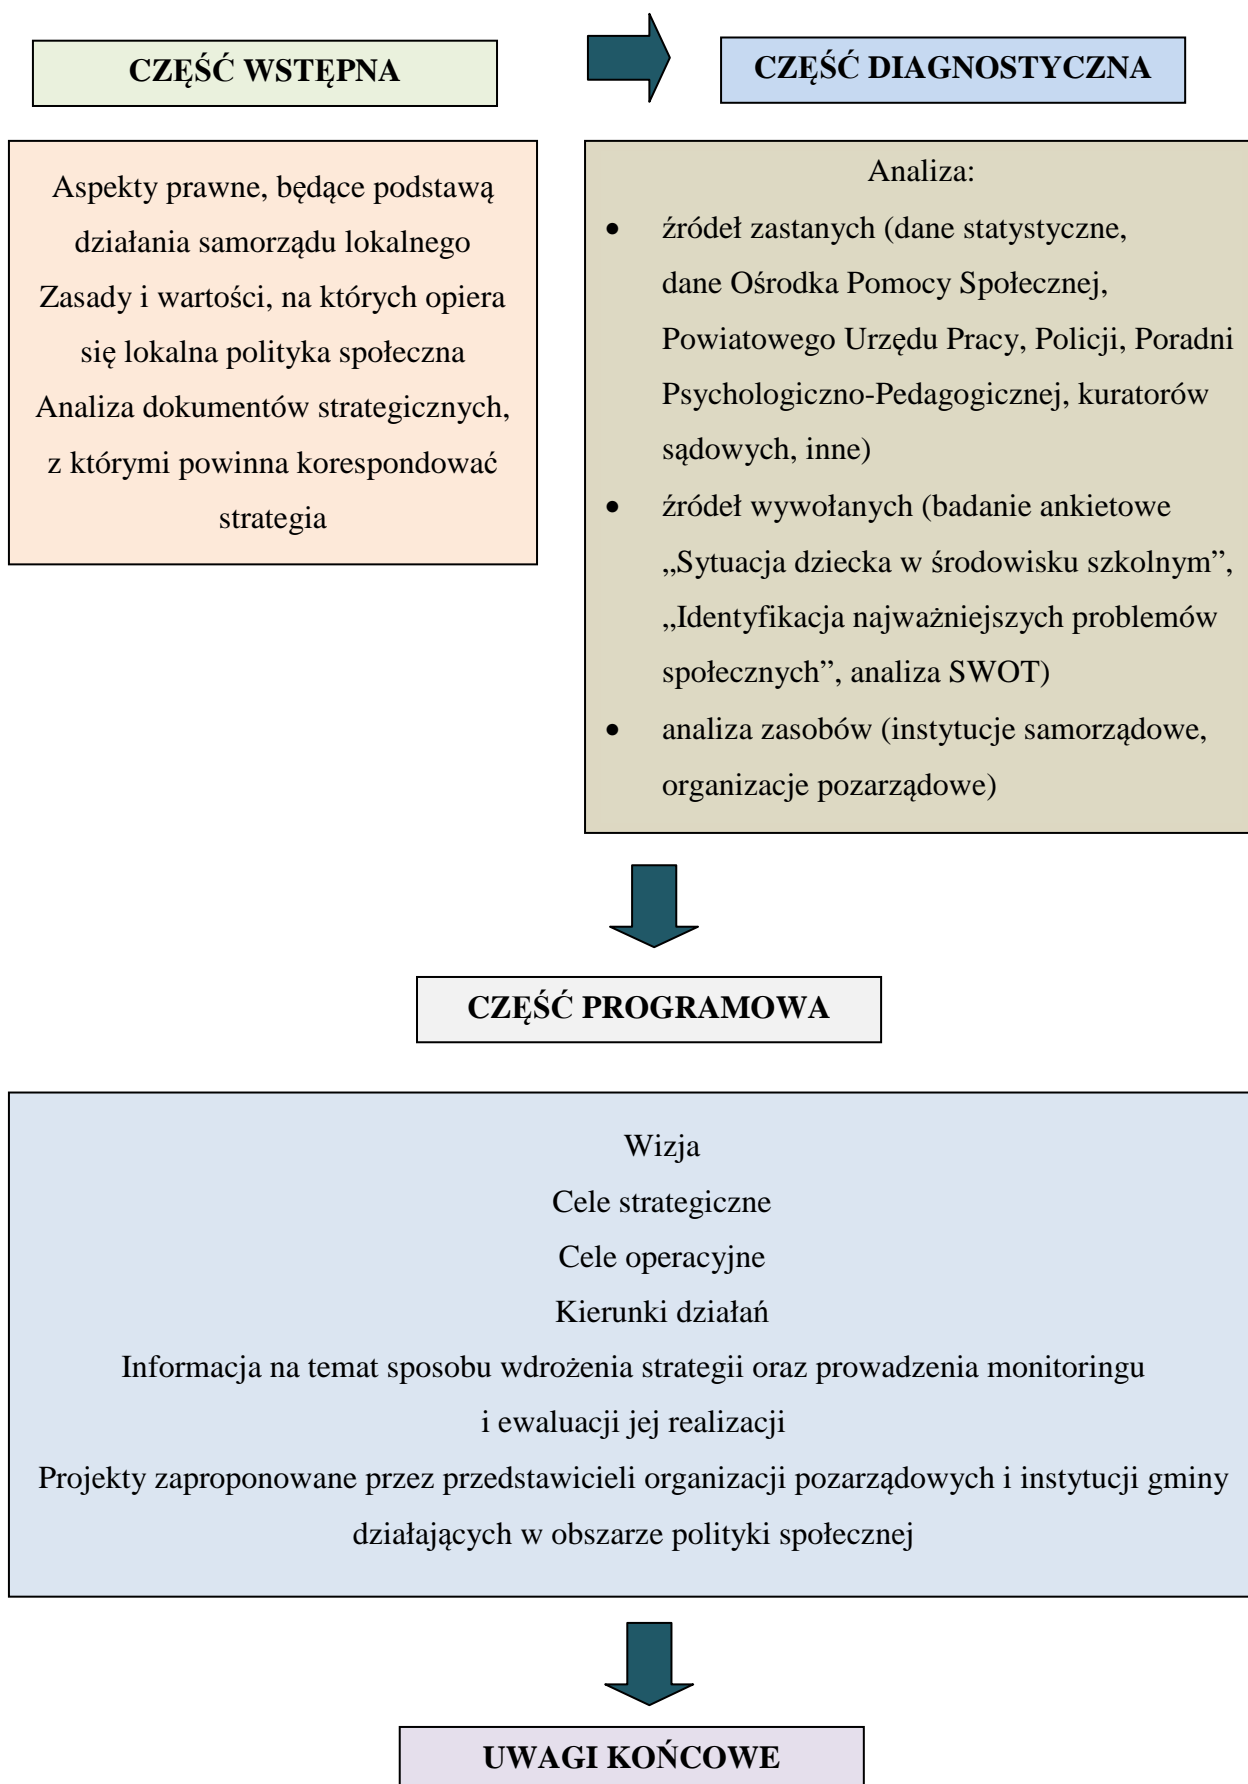 CZĘŚĆ WSTĘPNA
CZĘŚĆ DIAGNOSTYCZNA
Aspekty prawne, będące podstawą
działania samorządu lokalnego
Zasady i wartości, na których opiera
się lokalna polityka społeczna
Analiza dokumentów strategicznych,
z którymi powinna korespondować
strategia
Analiza:
• źródeł zastanych (dane statystyczne,
dane Ośrodka Pomocy Społecznej,
Powiatowego Urzędu Pracy, Policji, Poradni
Psychologiczno-Pedagogicznej, kuratorów
sądowych, inne)
• źródeł wywołanych (badanie ankietowe
„Sytuacja dziecka w środowisku szkolnym”,
„Identyfikacja najważniejszych problemów
społecznych”, analiza SWOT)
• analiza zasobów (instytucje samorządowe,
organizacje pozarządowe)
CZĘŚĆ PROGRAMOWA
Wizja
Cele strategiczne
Cele operacyjne
Kierunki działań
Informacja na temat sposobu wdrożenia strategii oraz prowadzenia monitoringu
i ewaluacji jej realizacji
Projekty zaproponowane przez przedstawicieli organizacji pozarządowych i instytucji gminy
działających w obszarze polityki społecznej
UWAGI KOŃCOWE